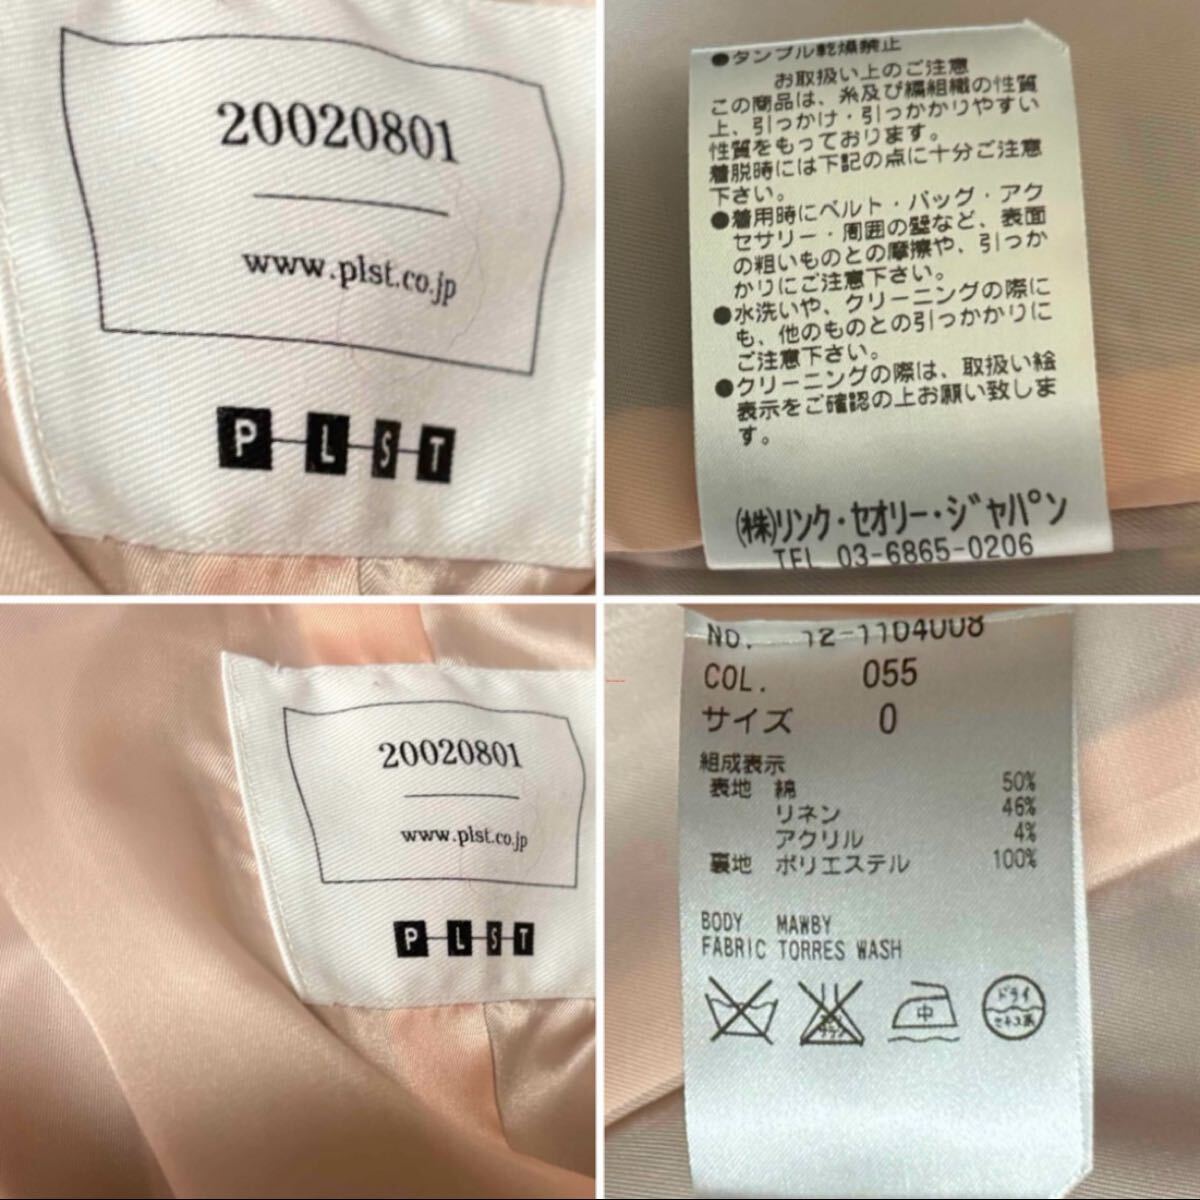 20020801
www.plst.co.jp
P L S T
●タンブル乾燥禁止
お取扱い上のご注意
この商品は、糸及び編組織の性質
上、引っかけ・引っかかりやすい
性質をもっております。
着脱時には下記の点に十分ご注意
下さい。
●着用時にベルト・バッグ・アク
セサリー・周囲の壁など、表面
の粗いものとの摩擦や、引っか
かりにご注意下さい。
●水洗いや、クリーニングの際に
も、他のものとの引っかかりに
ご注意下さい。
●クリーニングの際は、取扱い絵
表示をご確認の上お願い致しま
す。
(株)リンク・セオリー・ジャパン
TEL 03-6865-0206
20020801
www.plst.co.jp
P L S T
NO. 12-1104008
COL. 055
サイズ 0
組成表示
表地 綿 50%
リネン 46%
アクリル 4%
裏地 ポリエステル 100%
BODY MAWBY
FABRIC TORRES WASH
中
ドライ
セキユ系